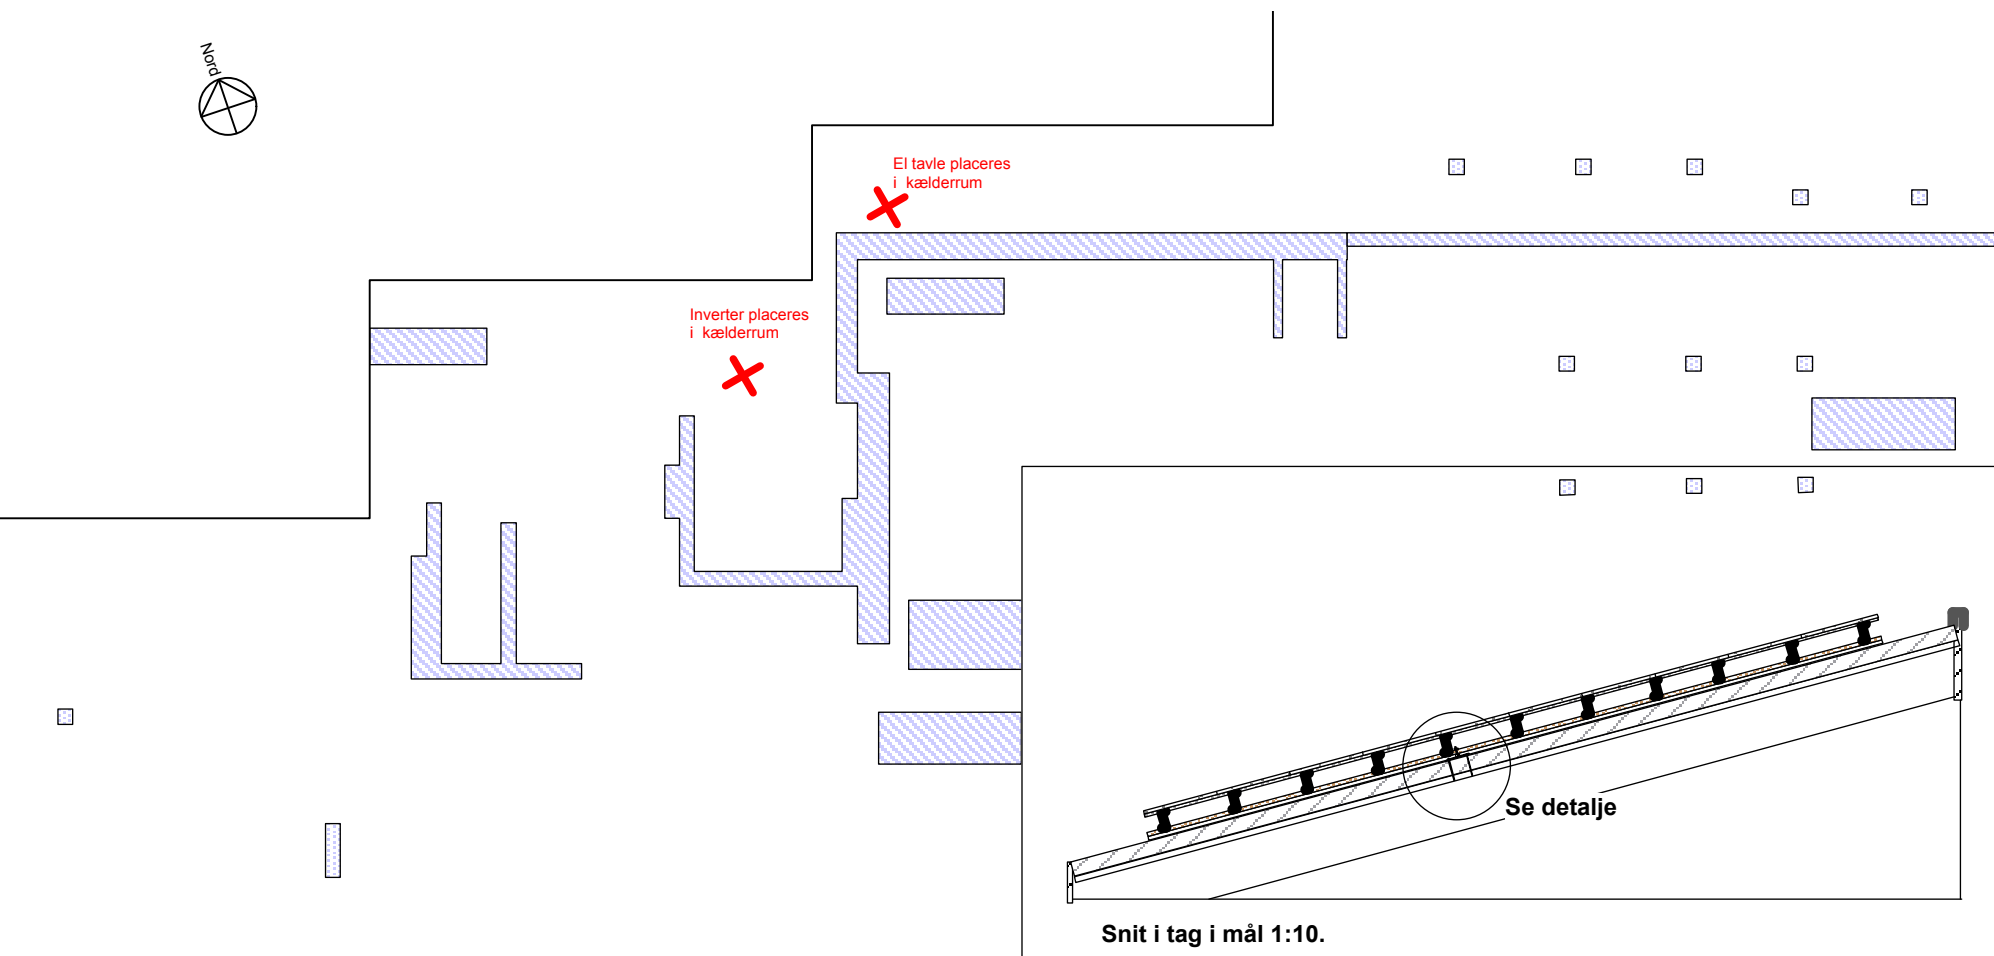 Nord
El tavle placeres
i kælderrum
Inverter placeres
i kælderrum
Se detalje
Snit i tag i mål 1:10.